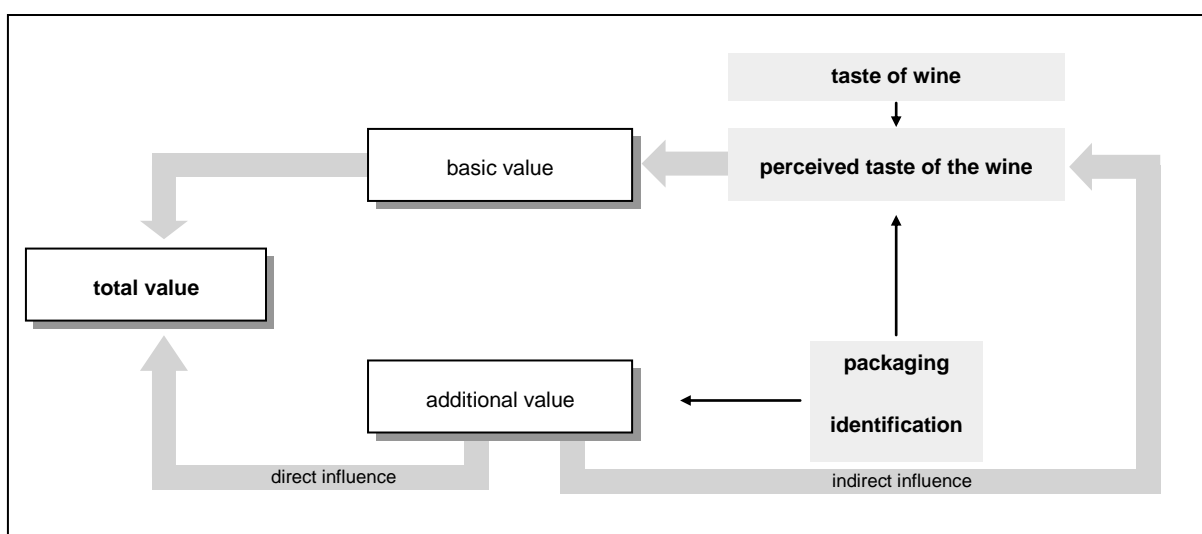 taste of wine
basic value
perceived taste of the wine
total value
packaging
additional value
identification
direct influence
indirect influence